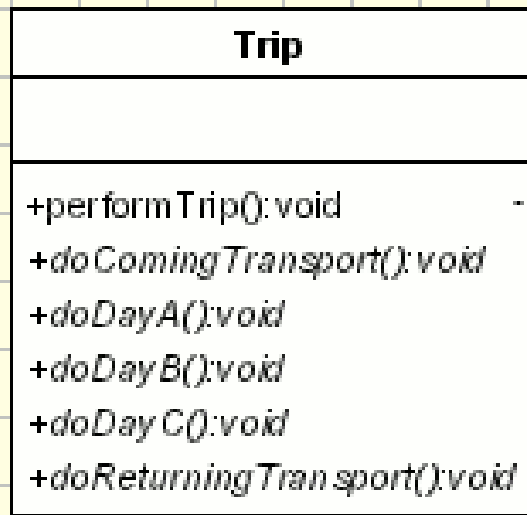 Trip
+performTrip():void
+doComingTransport():void
+doDayA():void
+doDayB():void
+doDayC():void
+doReturningTransport():void